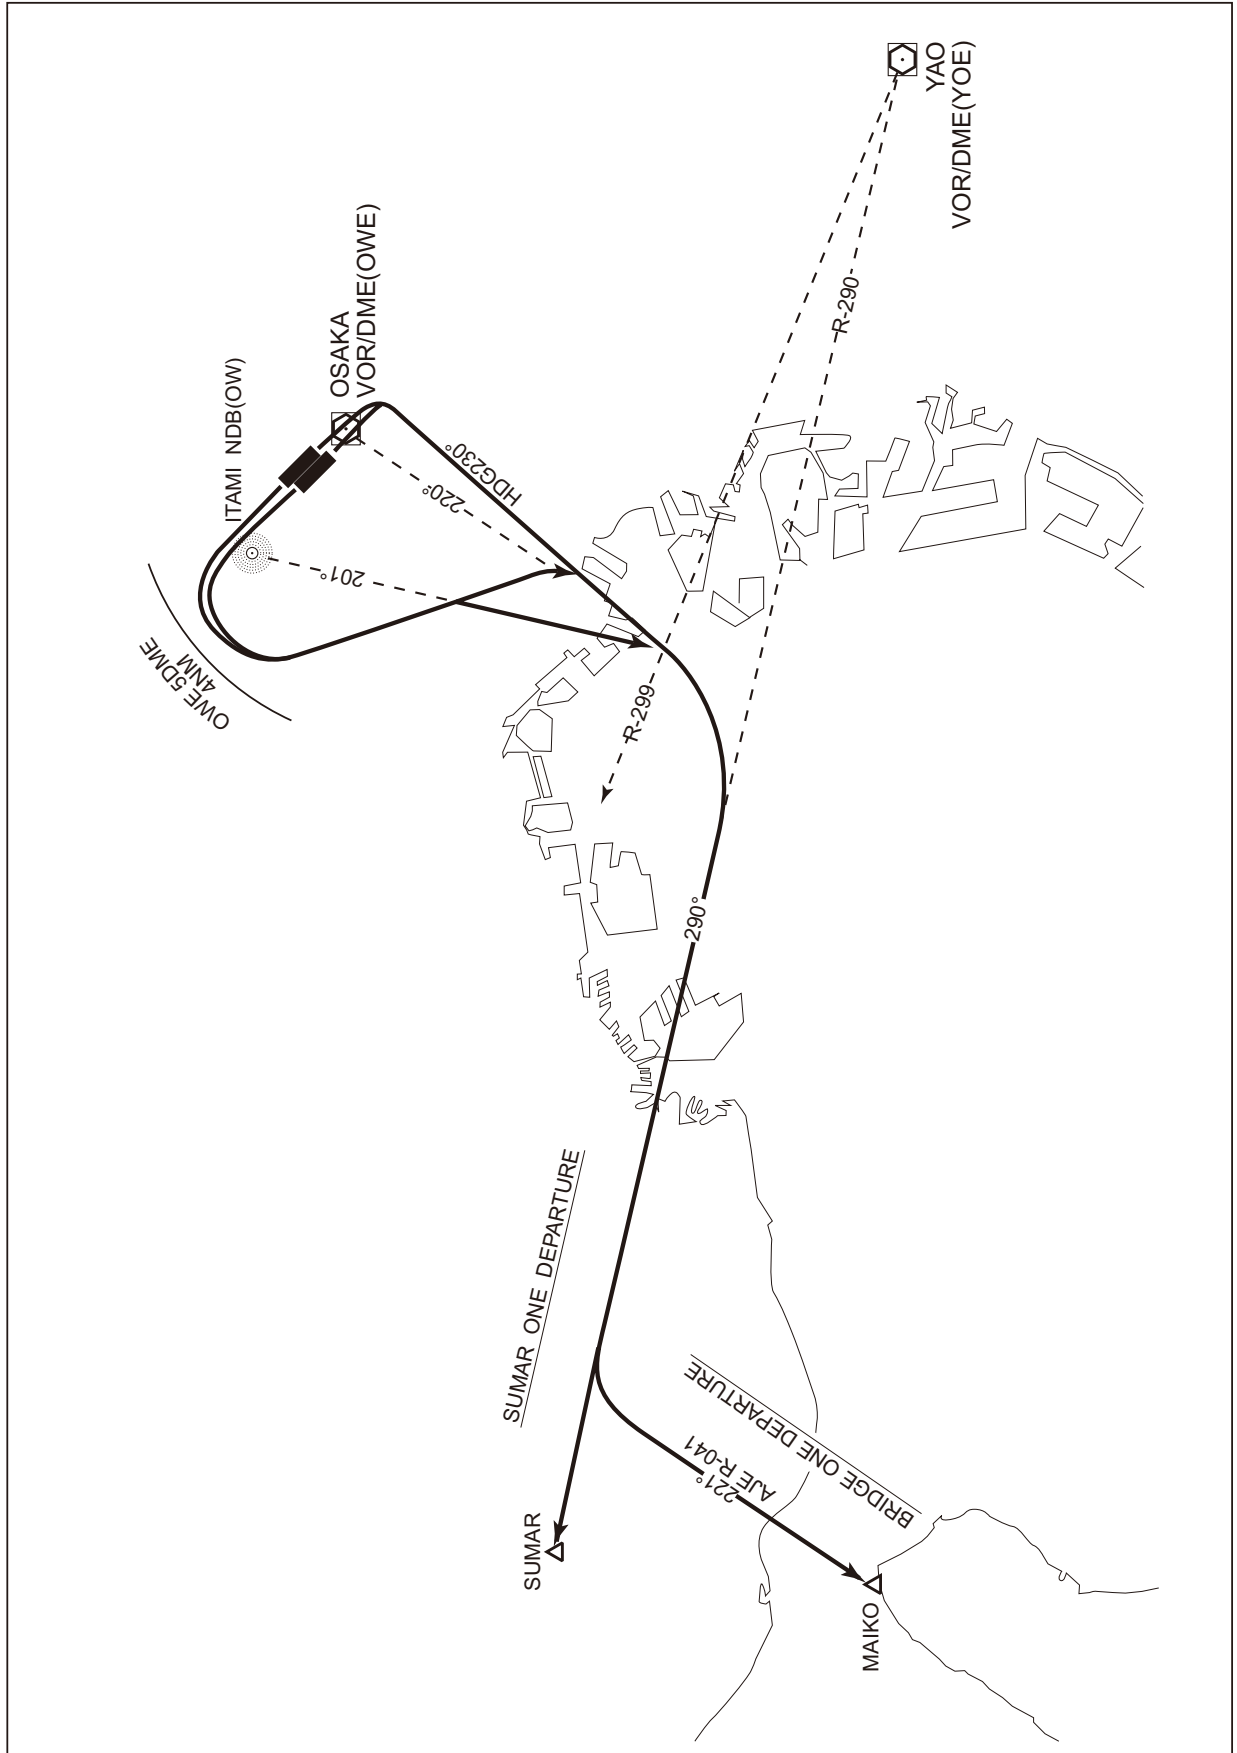 ITAMI NDB(OW)
OSAKA
VOR/DME(OWE)
YAO
VOR/DME(YOE)
OWE 5DME
4NM
201°
220°
HDG230°
R-299
R-290
290°
SUMAR ONE DEPARTURE
SUMAR
BRIDGE ONE DEPARTURE
AJE R-041
221°
MAIKO